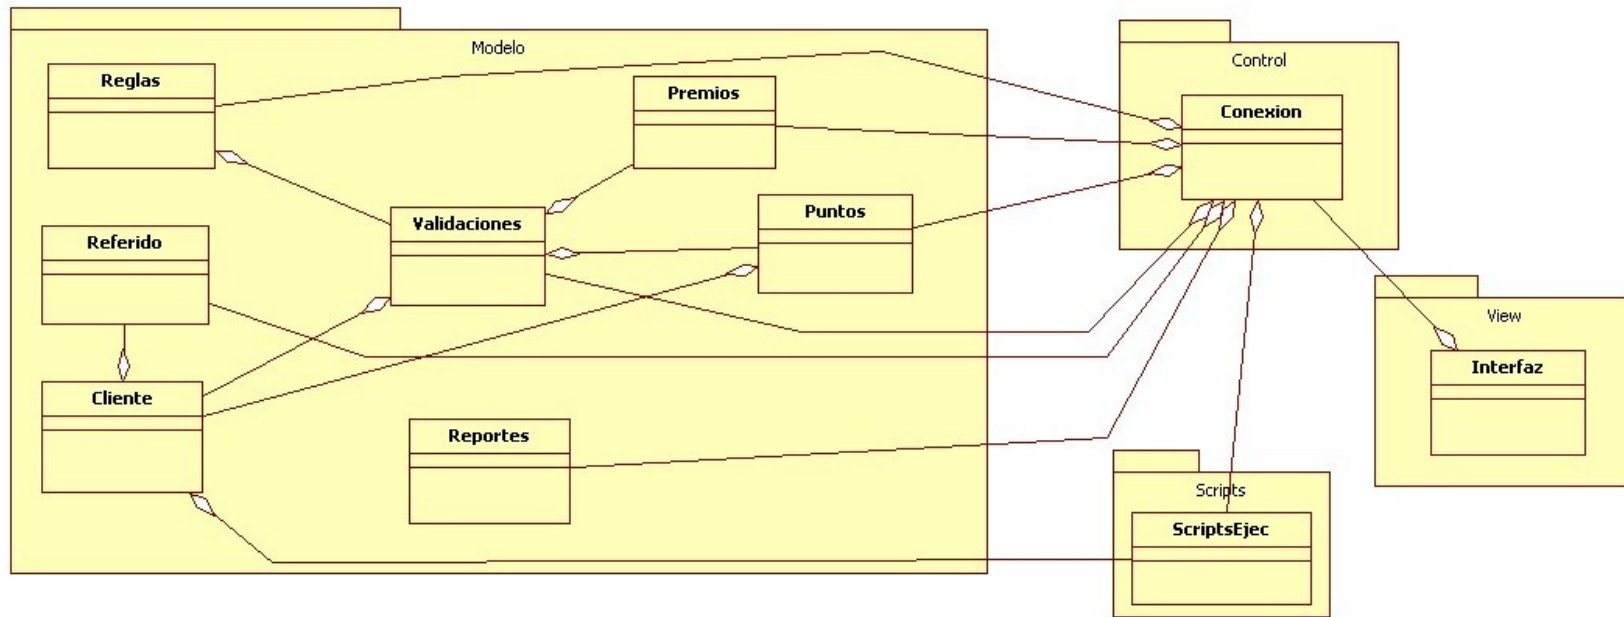 Modelo
Reglas
Premios
Validaciones
Puntos
Referido
Cliente
Reportes
Control
Conexion
View
Interfaz
Scripts
ScriptsEjec